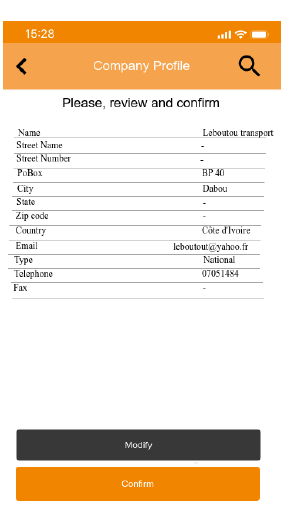 15:28
Company Profile
Please, review and confirm
Name Leboutou transport
Street Name -
Street Number -
PoBox BP 40
City Dabou
State -
Zip code -
Country Côte d'Ivoire
Email leboutout@yahoo.fr
Type National
Telephone 07051484
Fax -
Modify
Confirm